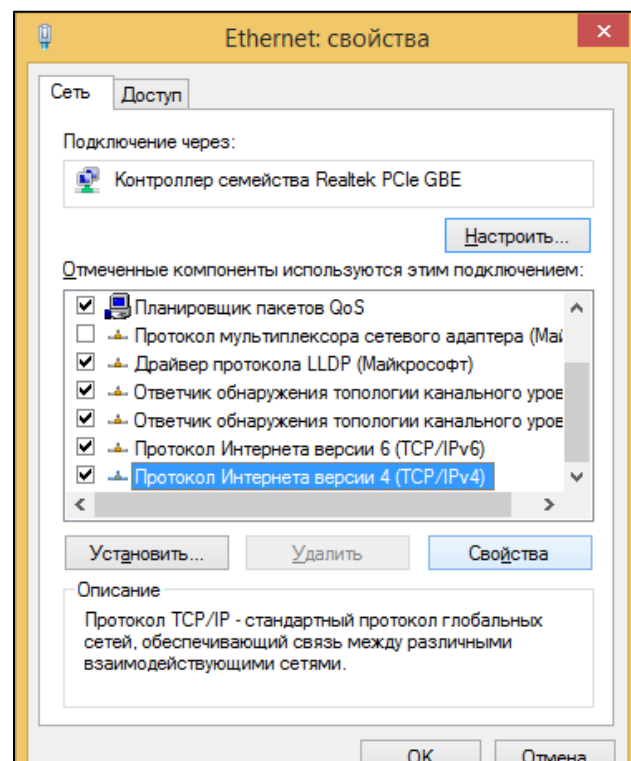 Ethernet: свойства
Сеть
Доступ
Подключение через:
Контроллер семейства Realtek PCIe GBE
Настроить...
Отмеченные компоненты используются этим подключением:
Планировщик пакетов QoS
Протокол мультиплексора сетевого адаптера (Май
Драйвер протокола LLDP (Майкрософт)
Ответчик обнаружения топологии канального уров
Ответчик обнаружения топологии канального уров
Протокол Интернета версии 6 (TCP/IPv6)
Протокол Интернета версии 4 (TCP/IPv4)
Установить...
Удалить
Свойства
Описание
Протокол TCP/IP - стандартный протокол глобальных
сетей, обеспечивающий связь между различными
взаимодействующими сетями.
OK
Отмена